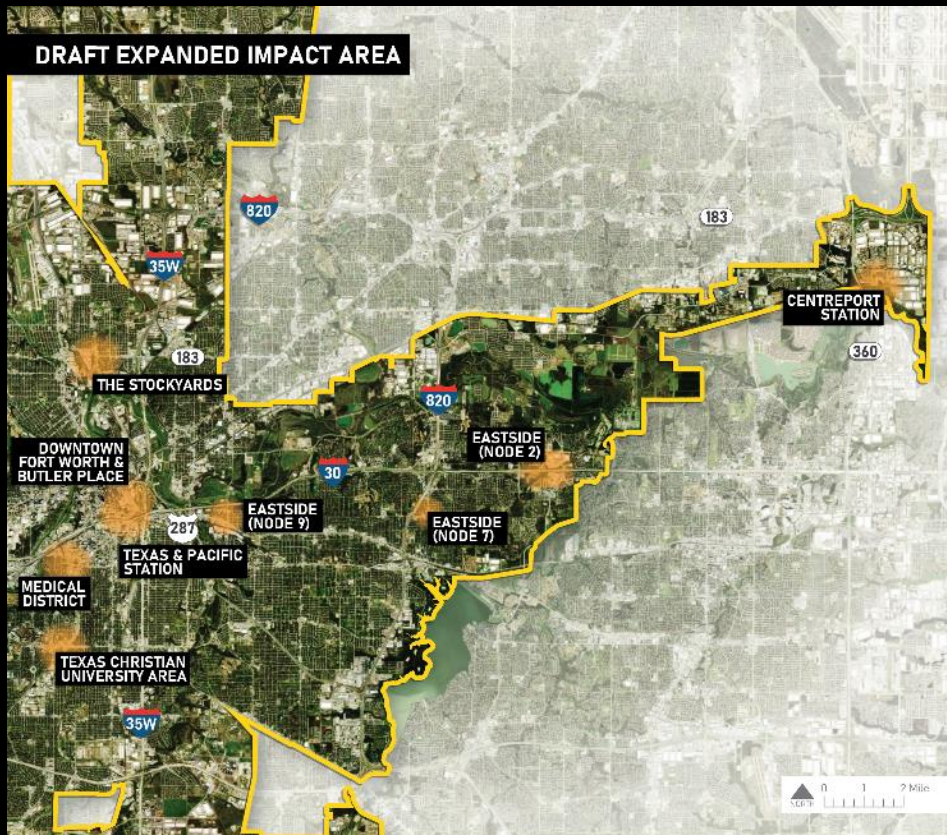 DRAFT EXPANDED IMPACT AREA
820
183
35W
CENTREPORT
STATION
183
360
THE STOCKYARDS
820
EASTSIDE
(NODE 2)
DOWNTOWN
FORT WORTH &
BUTLER PLACE
30
EASTSIDE
(NODE 9)
287
EASTSIDE
(NODE 7)
TEXAS & PACIFIC
STATION
MEDICAL
DISTRICT
TEXAS CHRISTIAN
UNIVERSITY AREA
35W
NORTH
0 1 2 Mile